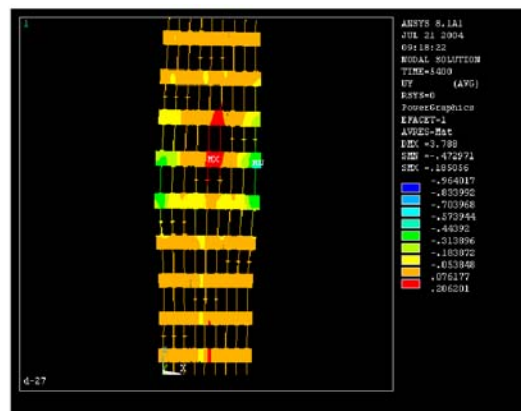 1
ANSYS 8.1A1
JUL 21 2004
09:18:22
NODAL SOLUTION
TIME=5400
UY (AVG)
RSYS=0
PowerGraphics
EFACET=1
AVRES=Mat
DMX =3.788
SMN =-.472971
SMX =.185056
-.964017
-.833992
-.703968
-.573944
-.44392
-.313896
-.183872
-.053848
.076177
.206201
MX
X
d-27